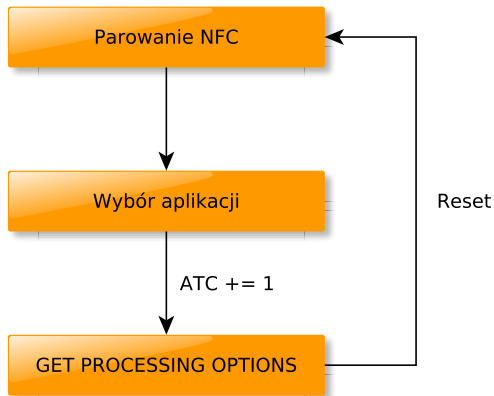 Parowanie NFC
Wybór aplikacji
Reset
ATC += 1
GET PROCESSING OPTIONS